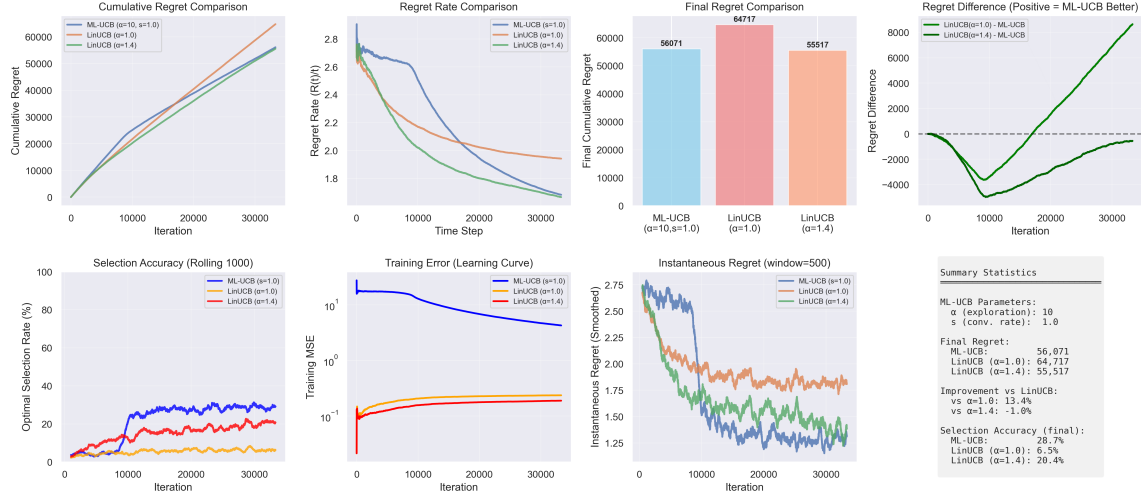 Cumulative Regret Comparison
Cumulative Regret
60000
50000
40000
30000
20000
10000
0
ML-UCB (α=10, s=1.0)
LinUCB (α=1.0)
LinUCB (α=1.4)
0
10000
20000
30000
Iteration
Regret Rate Comparison
Regret Rate (R(t)/t)
2.8
2.6
2.4
2.2
2.0
1.8
ML-UCB (α=10, s=1.0)
LinUCB (α=1.0)
LinUCB (α=1.4)
0
10000
20000
30000
Time Step
Final Regret Comparison
Final Cumulative Regret
60000
50000
40000
30000
20000
10000
0
56071
64717
55517
ML-UCB
(α=10,s=1.0)
LinUCB
(α=1.0)
LinUCB
(α=1.4)
Regret Difference (Positive = ML-UCB Better)
Regret Difference
8000
6000
4000
2000
0
−2000
−4000
LinUCB(α=1.0) - ML-UCB
LinUCB(α=1.4) - ML-UCB
0
10000
20000
30000
Iteration
Selection Accuracy (Rolling 1000)
Optimal Selection Rate (%)
100
80
60
40
20
0
ML-UCB (s=1.0)
LinUCB (α=1.0)
LinUCB (α=1.4)
0
10000
20000
30000
Iteration
Training Error (Learning Curve)
Training MSE
10¹
10⁰
10⁻¹
ML-UCB (s=1.0)
LinUCB (α=1.0)
LinUCB (α=1.4)
0
10000
20000
30000
Iteration
Instantaneous Regret (window=500)
Instantaneous Regret (Smoothed)
2.75
2.50
2.25
2.00
1.75
1.50
1.25
ML-UCB (s=1.0)
LinUCB (α=1.0)
LinUCB (α=1.4)
0
10000
20000
30000
Iteration
Summary Statistics
ML-UCB Parameters:
α (exploration): 10
s (conv. rate): 1.0
Final Regret:
ML-UCB: 56,071
LinUCB (α=1.0): 64,717
LinUCB (α=1.4): 55,517
Improvement vs LinUCB:
vs α=1.0: 13.4%
vs α=1.4: -1.0%
Selection Accuracy (final):
ML-UCB: 28.7%
LinUCB (α=1.0): 6.5%
LinUCB (α=1.4): 20.4%